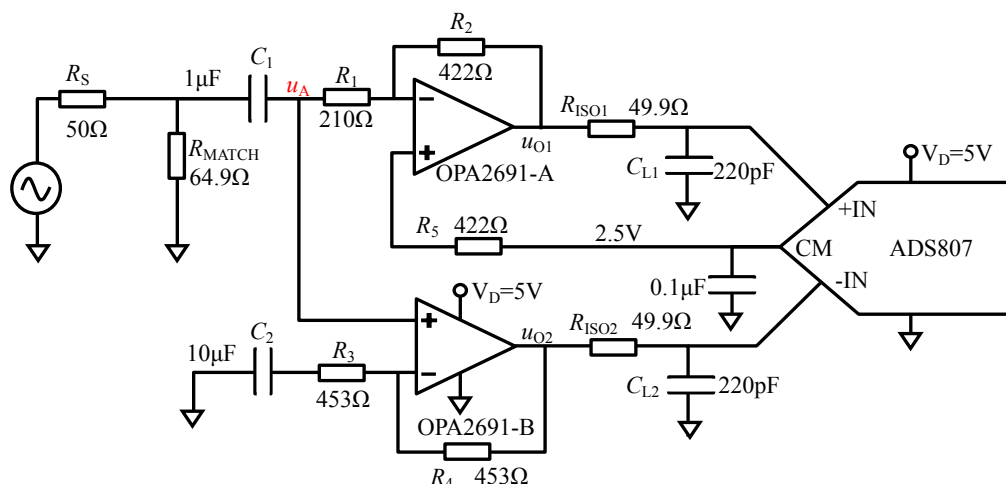 R2
422Ω
C1
1μF
RS
50Ω
uA
R1
210Ω
RMATCH
64.9Ω
OPA2691-A
uO1
RISO1
49.9Ω
CL1
220pF
VD=5V
+IN
R5
422Ω
2.5V
CM
ADS807
-IN
0.1μF
VD=5V
C2
10μF
R3
453Ω
uO2
RISO2
49.9Ω
CL2
220pF
OPA2691-B
R4
453Ω